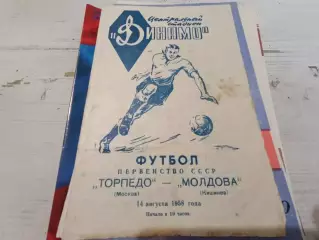 Центральный
стадион
„ДИНАМО"
ФУТБОЛ
ПЕРВЕНСТВО СССР
„ТОРПЕДО" — „МОЛДОВА"
(Москва) (Кишинев)
14 августа 1958 года
Начало в 19 часов